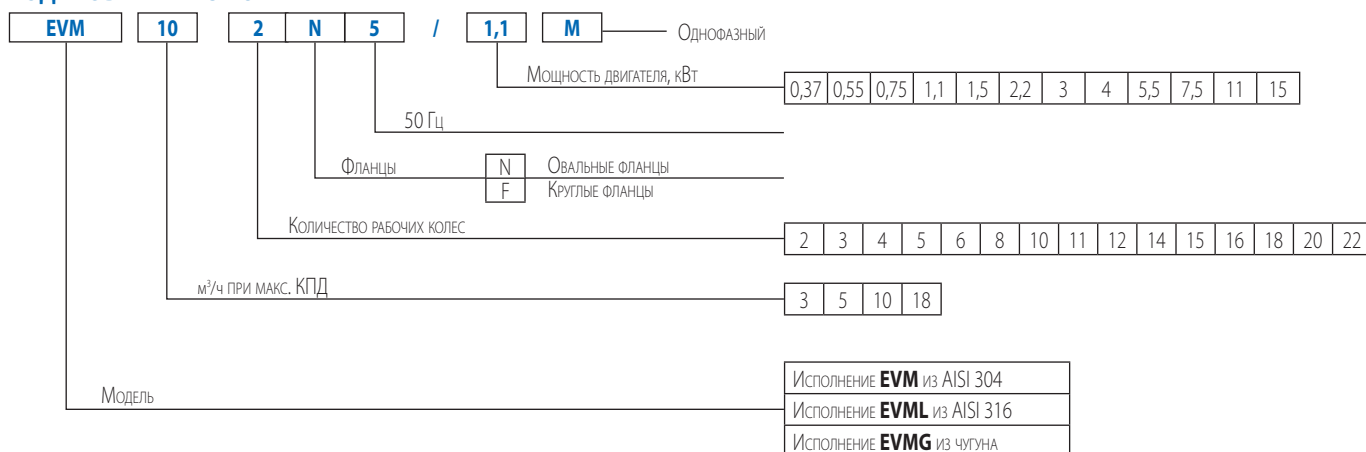 EVM 10 2 N 5 / 1,1 M Однофазный
Мощность двигателя, кВт 0,37 0,55 0,75 1,1 1,5 2,2 3 4 5,5 7,5 11 15
50 Гц
Фланцы N Овальные фланцы
F Круглые фланцы
Количество рабочих колес 2 3 4 5 6 8 10 11 12 14 15 16 18 20 22
м³/ч при макс. КПД 3 5 10 18
Исполнение EVM из AISI 304
Модель
Исполнение EVML из AISI 316
Исполнение EVMG из чугуна